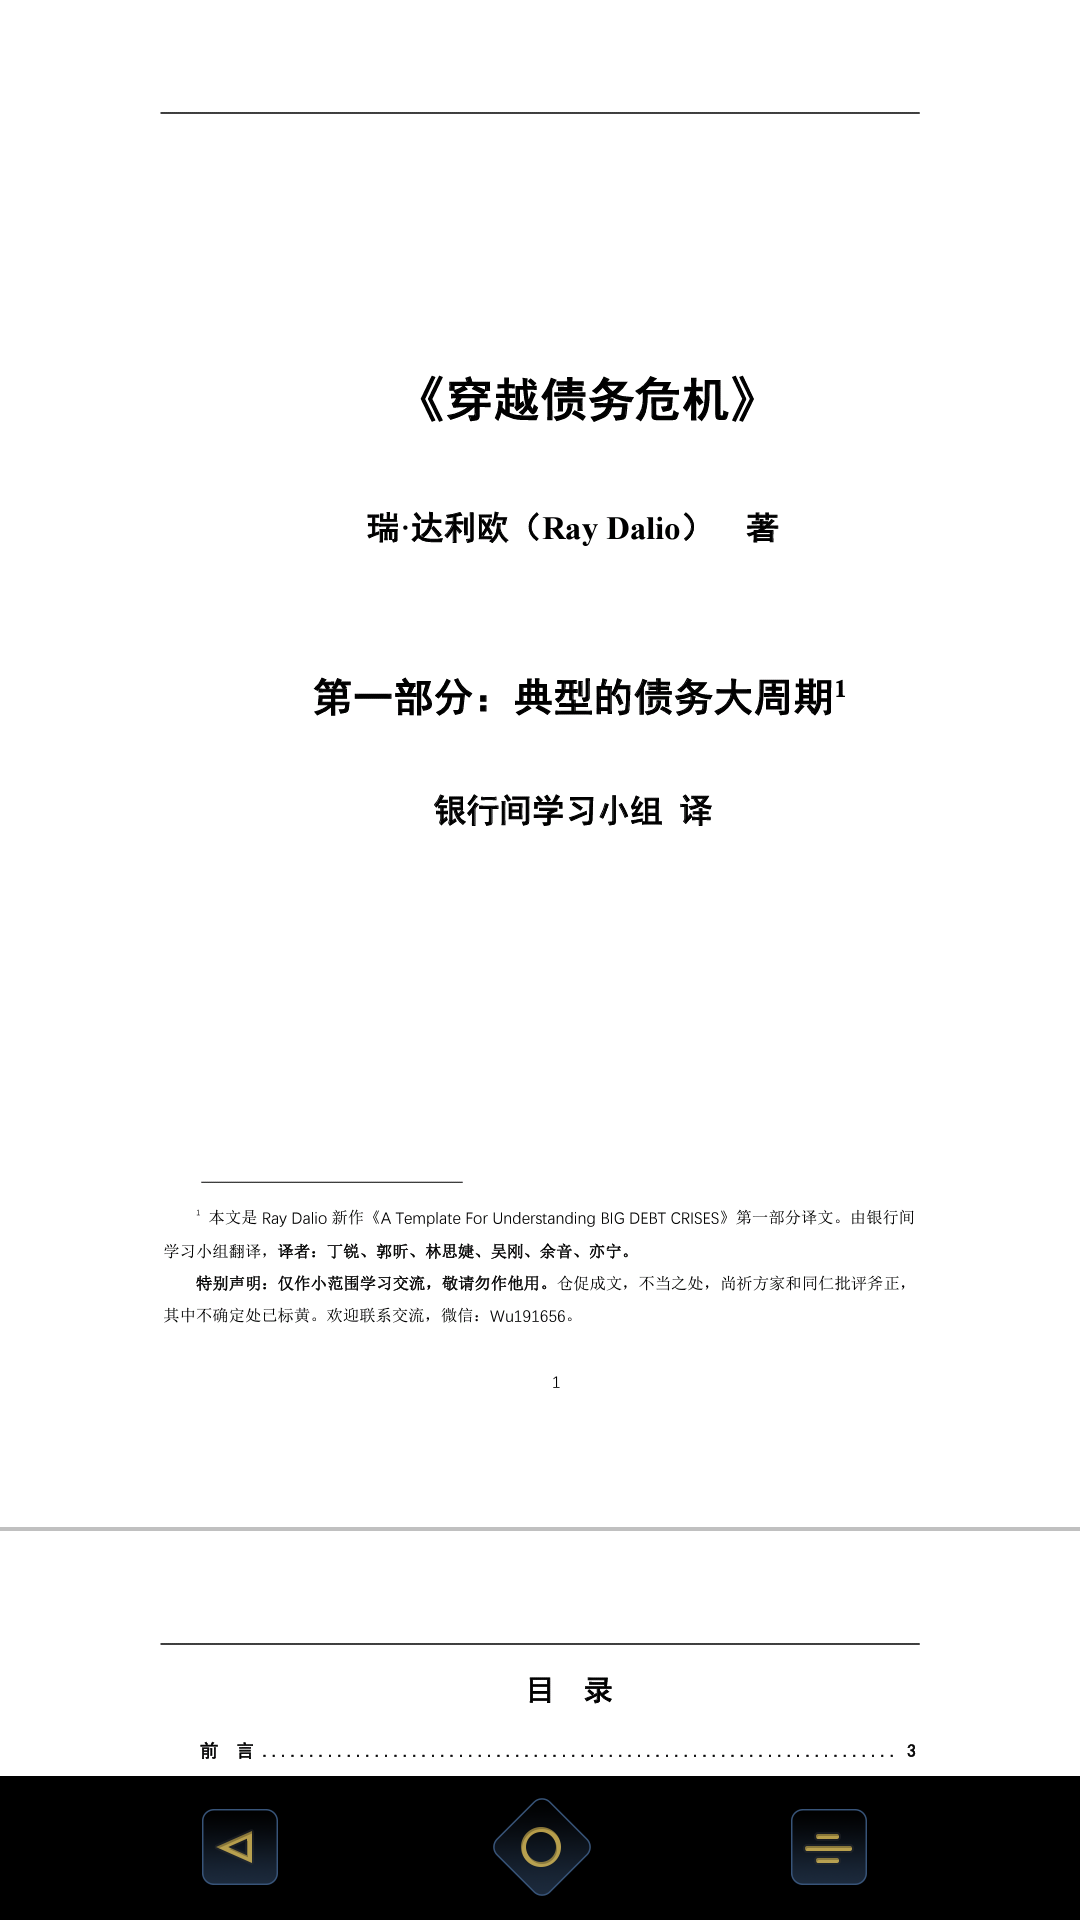 《穿越债务危机》
瑞·达利欧（Ray Dalio） 著
第一部分：典型的债务大周期1
银行间学习小组 译
1 本文是 Ray Dalio 新作《A Template For Understanding BIG DEBT CRISES》第一部分译文。由银行间
学习小组翻译，译者：丁锐、郭昕、林思婕、吴刚、余音、亦宁。
特别声明：仅作小范围学习交流，敬请勿作他用。仓促成文，不当之处，尚祈方家和同仁批评斧正，
其中不确定处已标黄。欢迎联系交流，微信：Wu191656。
1
目 录
前 言 ...................................................................... 3